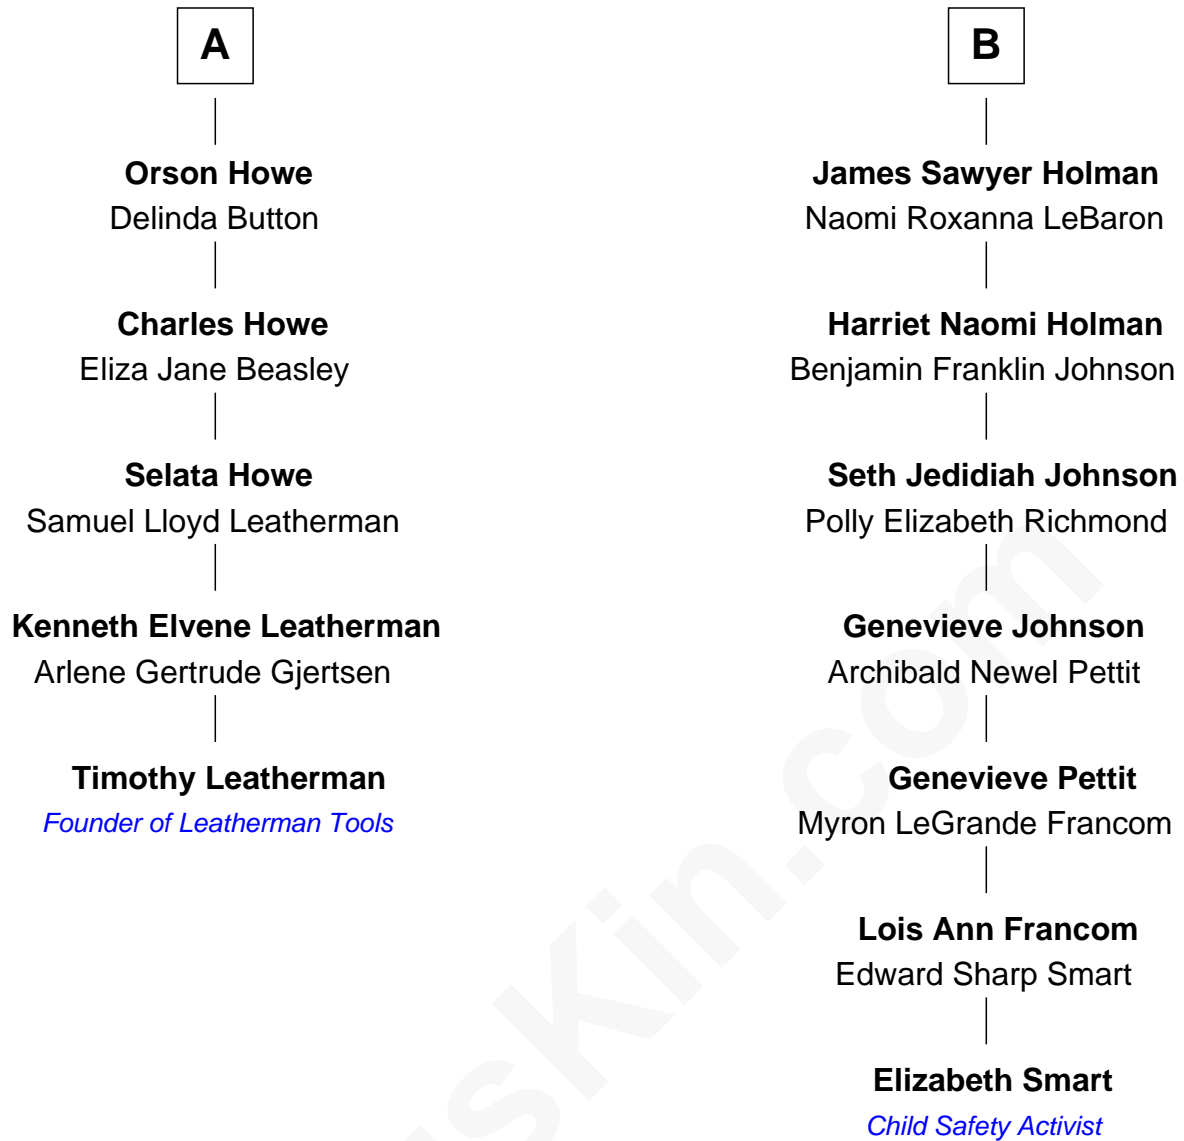 A
Orson Howe
Delinda Button
Charles Howe
Eliza Jane Beasley
Selata Howe
Samuel Lloyd Leatherman
Kenneth Elvene Leatherman
Arlene Gertrude Gjertsen
Timothy Leatherman
Founder of Leatherman Tools
B
James Sawyer Holman
Naomi Roxanna LeBaron
Harriet Naomi Holman
Benjamin Franklin Johnson
Seth Jedidiah Johnson
Polly Elizabeth Richmond
Genevieve Johnson
Archibald Newel Pettit
Genevieve Pettit
Myron LeGrande Francom
Lois Ann Francom
Edward Sharp Smart
Elizabeth Smart
Child Safety Activist